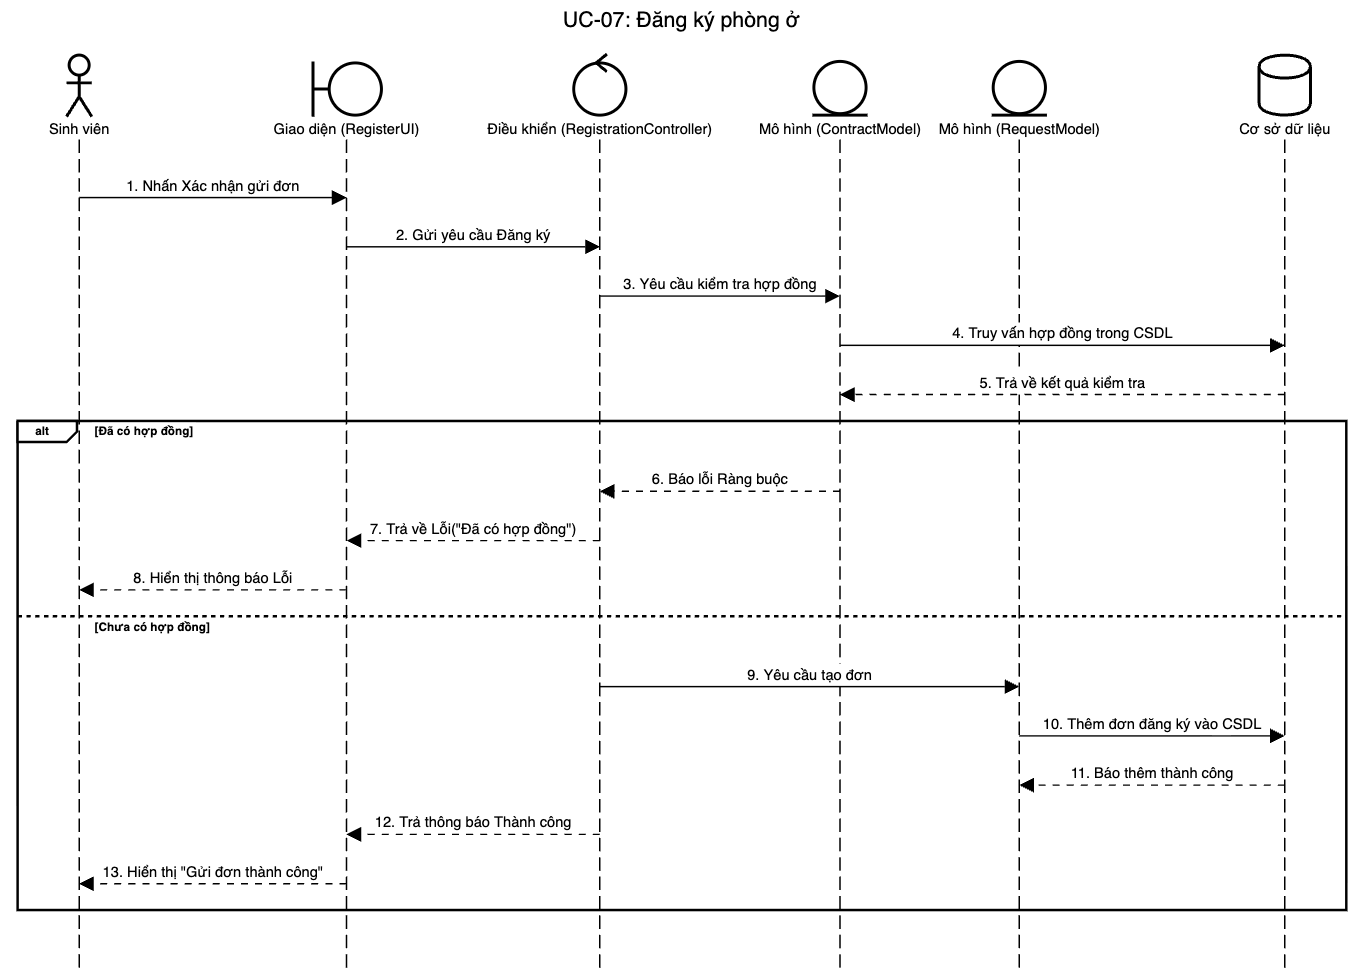 UC-07: Đăng ký phòng ở
Sinh viên
Giao diện (RegisterUI)
Điều khiển (RegistrationController)
Mô hình (ContractModel)
Mô hình (RequestModel)
Cơ sở dữ liệu
1. Nhấn Xác nhận gửi đơn
2. Gửi yêu cầu Đăng ký
3. Yêu cầu kiểm tra hợp đồng
4. Truy vấn hợp đồng trong CSDL
5. Trả về kết quả kiểm tra
alt
[Đã có hợp đồng]
6. Báo lỗi Ràng buộc
7. Trả về Lỗi("Đã có hợp đồng")
8. Hiển thị thông báo Lỗi
[Chưa có hợp đồng]
9. Yêu cầu tạo đơn
10. Thêm đơn đăng ký vào CSDL
11. Báo thêm thành công
12. Trả thông báo Thành công
13. Hiển thị "Gửi đơn thành công"